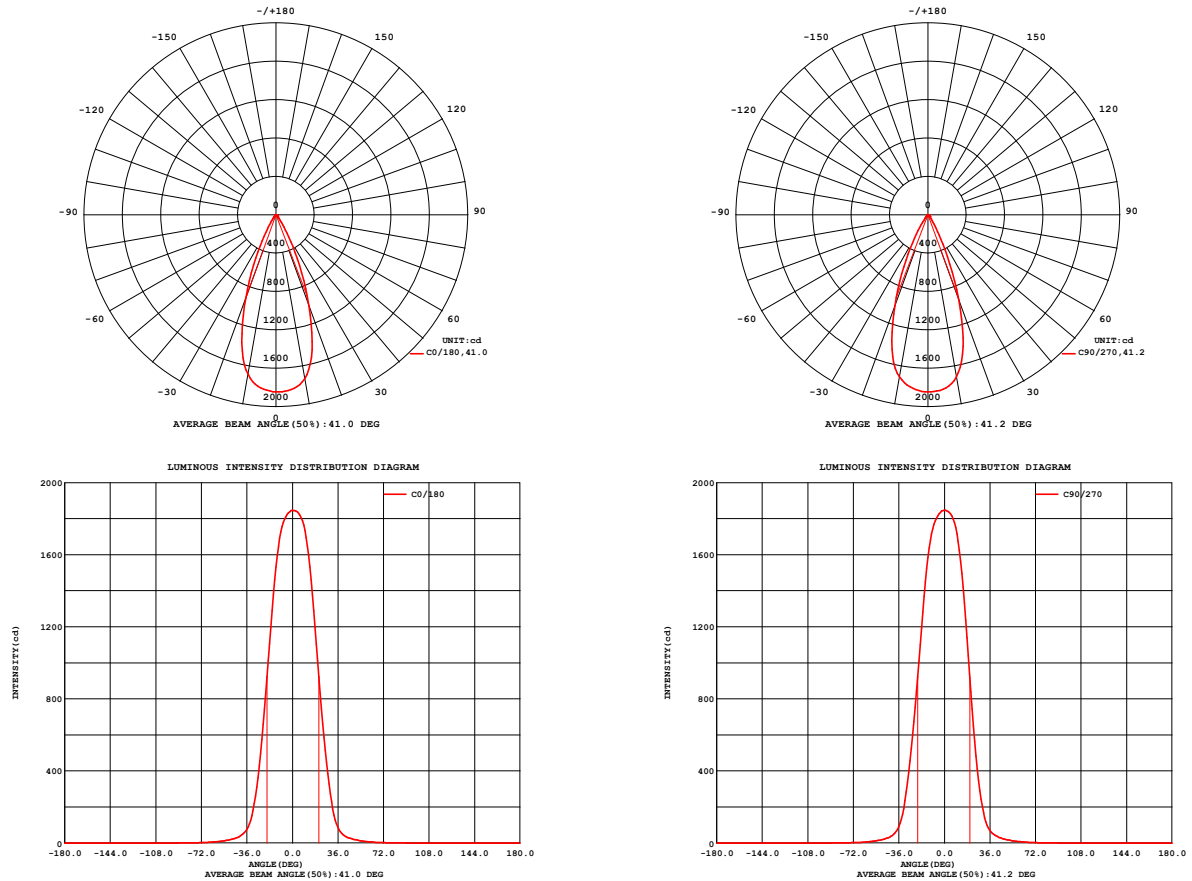 -/+180
-150 150
-120 120
-90 90
0
400
800
1200
1600
2000
-60 60
-30 30
0
UNIT:cd
C0/180,41.0
AVERAGE BEAM ANGLE(50%):41.0 DEG
-/+180
-150 150
-120 120
-90 90
0
400
800
1200
1600
2000
-60 60
-30 30
0
UNIT:cd
C90/270,41.2
AVERAGE BEAM ANGLE(50%):41.2 DEG
LUMINOUS INTENSITY DISTRIBUTION DIAGRAM
C0/180
INTENSITY(cd)
2000
1600
1200
800
400
0
-180.0 -144.0 -108.0 -72.0 -36.0 0.0 36.0 72.0 108.0 144.0 180.0
ANGLE(DEG)
AVERAGE BEAM ANGLE(50%):41.0 DEG
LUMINOUS INTENSITY DISTRIBUTION DIAGRAM
C90/270
INTENSITY(cd)
2000
1600
1200
800
400
0
-180.0 -144.0 -108.0 -72.0 -36.0 0.0 36.0 72.0 108.0 144.0 180.0
ANGLE(DEG)
AVERAGE BEAM ANGLE(50%):41.2 DEG